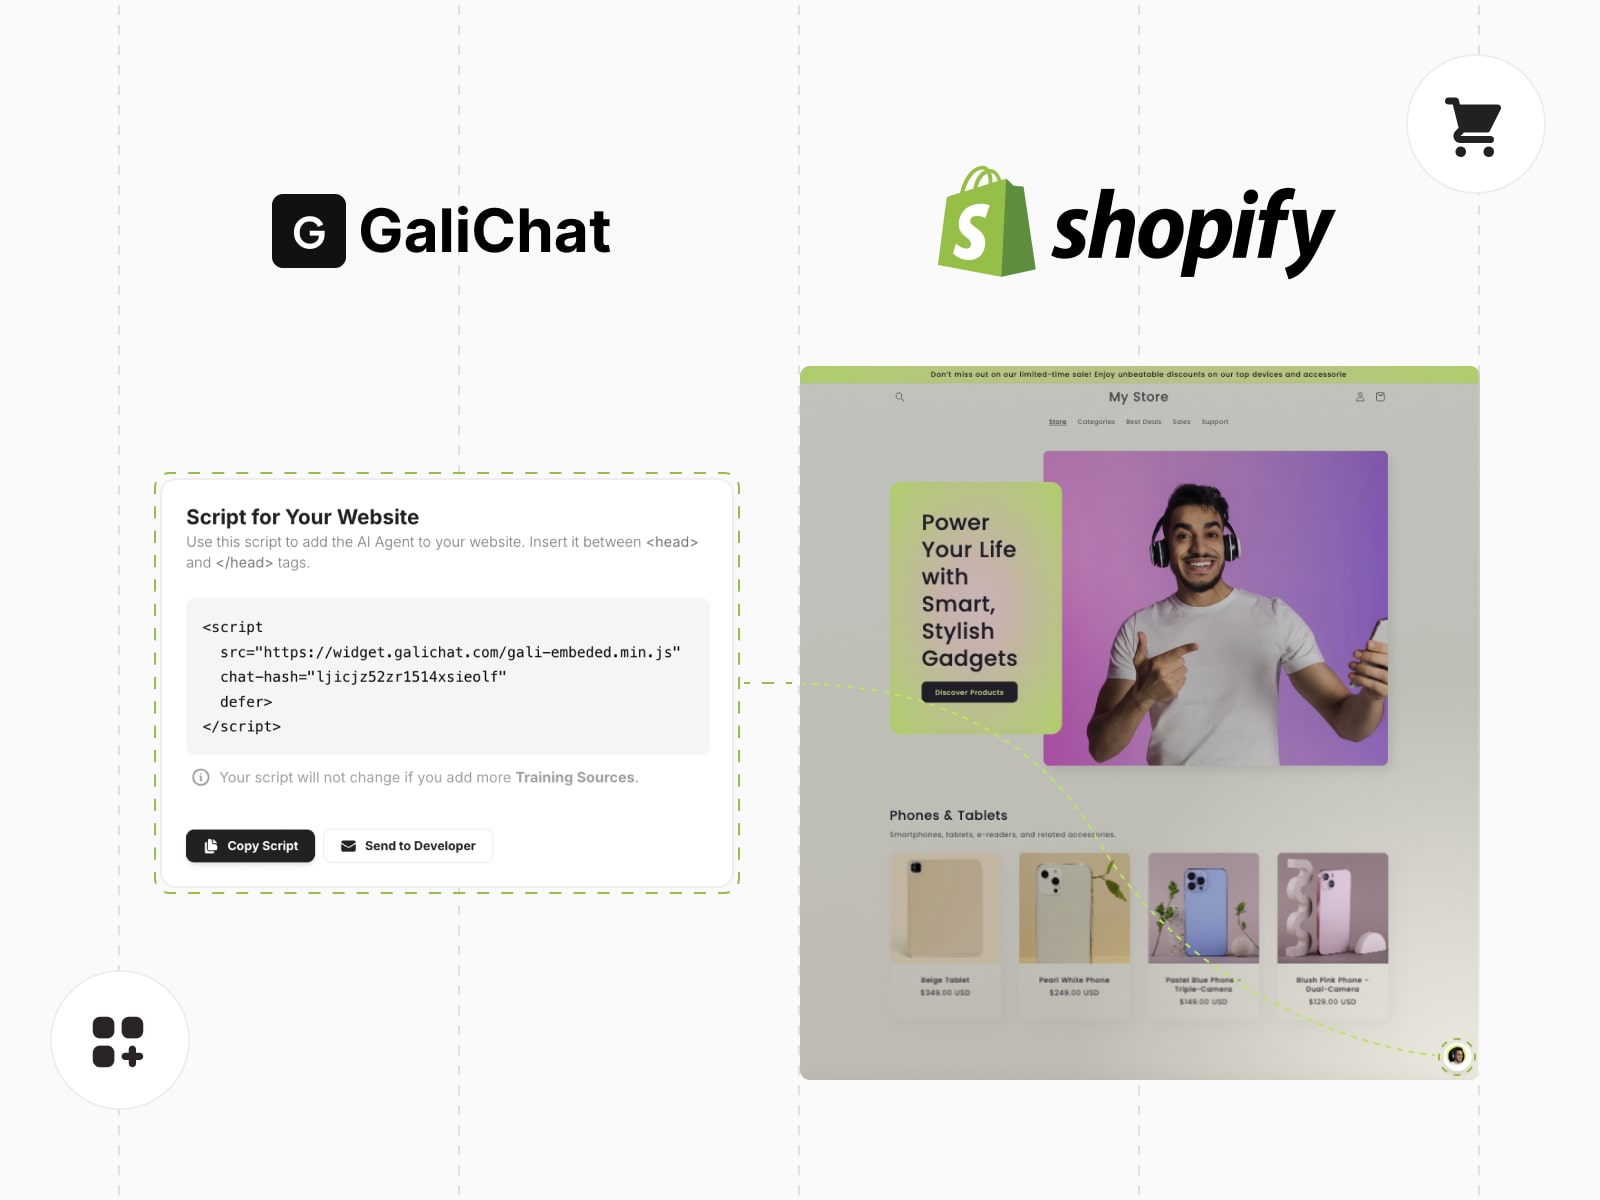 G GaliChat
S shopify
Script for Your Website
Use this script to add the AI Agent to your website. Insert it between <head>
and </head> tags.
<script
src="https://widget.galichat.com/gali-embeded.min.js"
chat-hash="ljicjz52zr1514xsieolf"
defer>
</script>
Your script will not change if you add more Training Sources.
Copy Script
Send to Developer
Don't miss out on our limited-time sale! Enjoy unbeatable discounts on our top devices and accessorie
My Store
Store Categories Best Deals Sales Support
Power
Your Life
with
Smart,
Stylish
Gadgets
Discover Products
Phones & Tablets
Smartphones, tablets, e-readers, and related accessories.
Beige Tablet
$349.00 USD
Pearl White Phone
$249.00 USD
Pastel Blue Phone –
Triple-Camera
$149.00 USD
Blush Pink Phone –
Dual-Camera
$129.00 USD